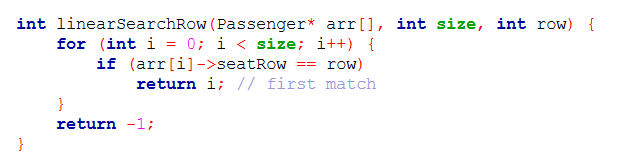 int linearSearchRow(Passenger* arr[], int size, int row) {
    for (int i = 0; i < size; i++) {
        if (arr[i]->seatRow == row)
            return i; // first match
    }
    return -1;
}